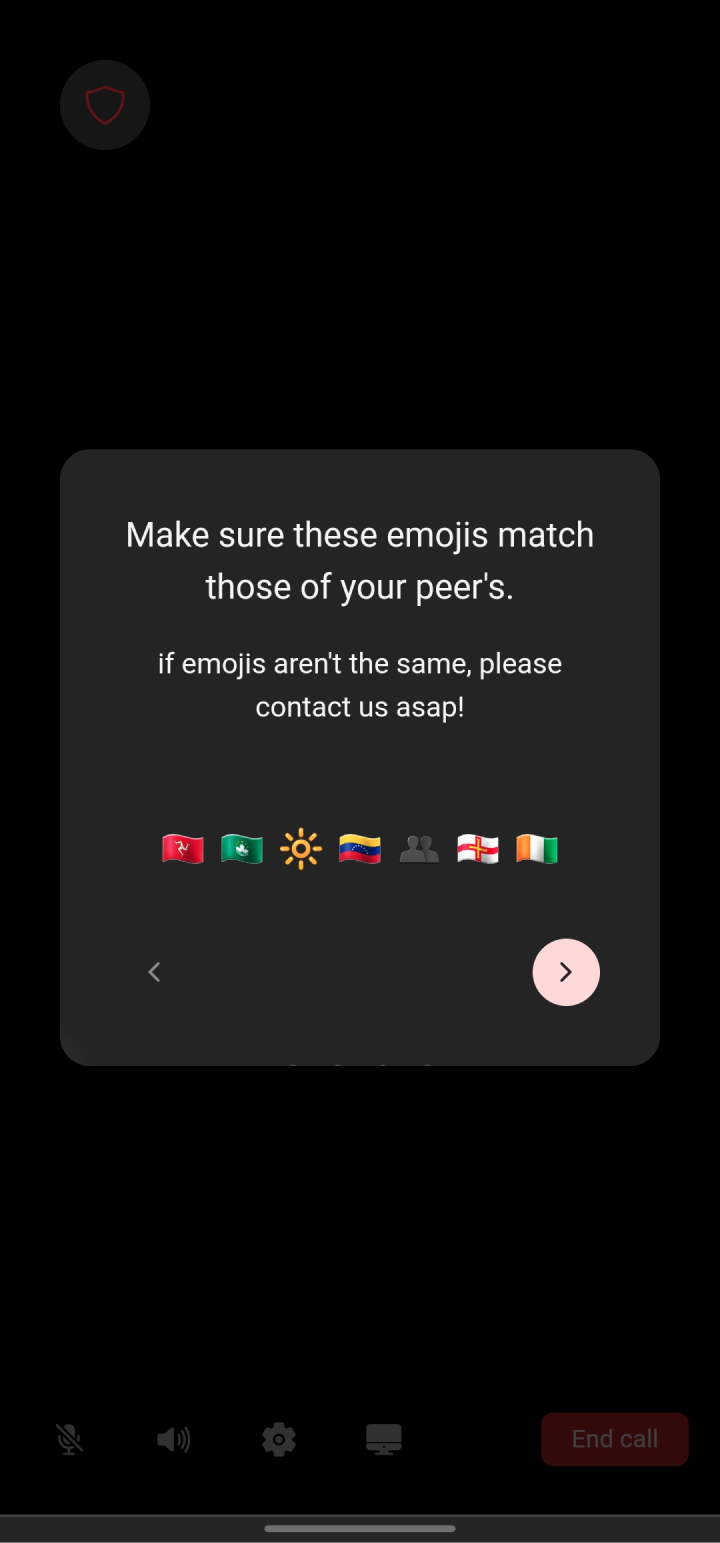 Make sure these emojis match
those of your peer's.
if emojis aren't the same, please
contact us asap!
🇮🇲 🇲🇴 🔆 🇻🇪 👥 🇬🇬 🇨🇮
End call